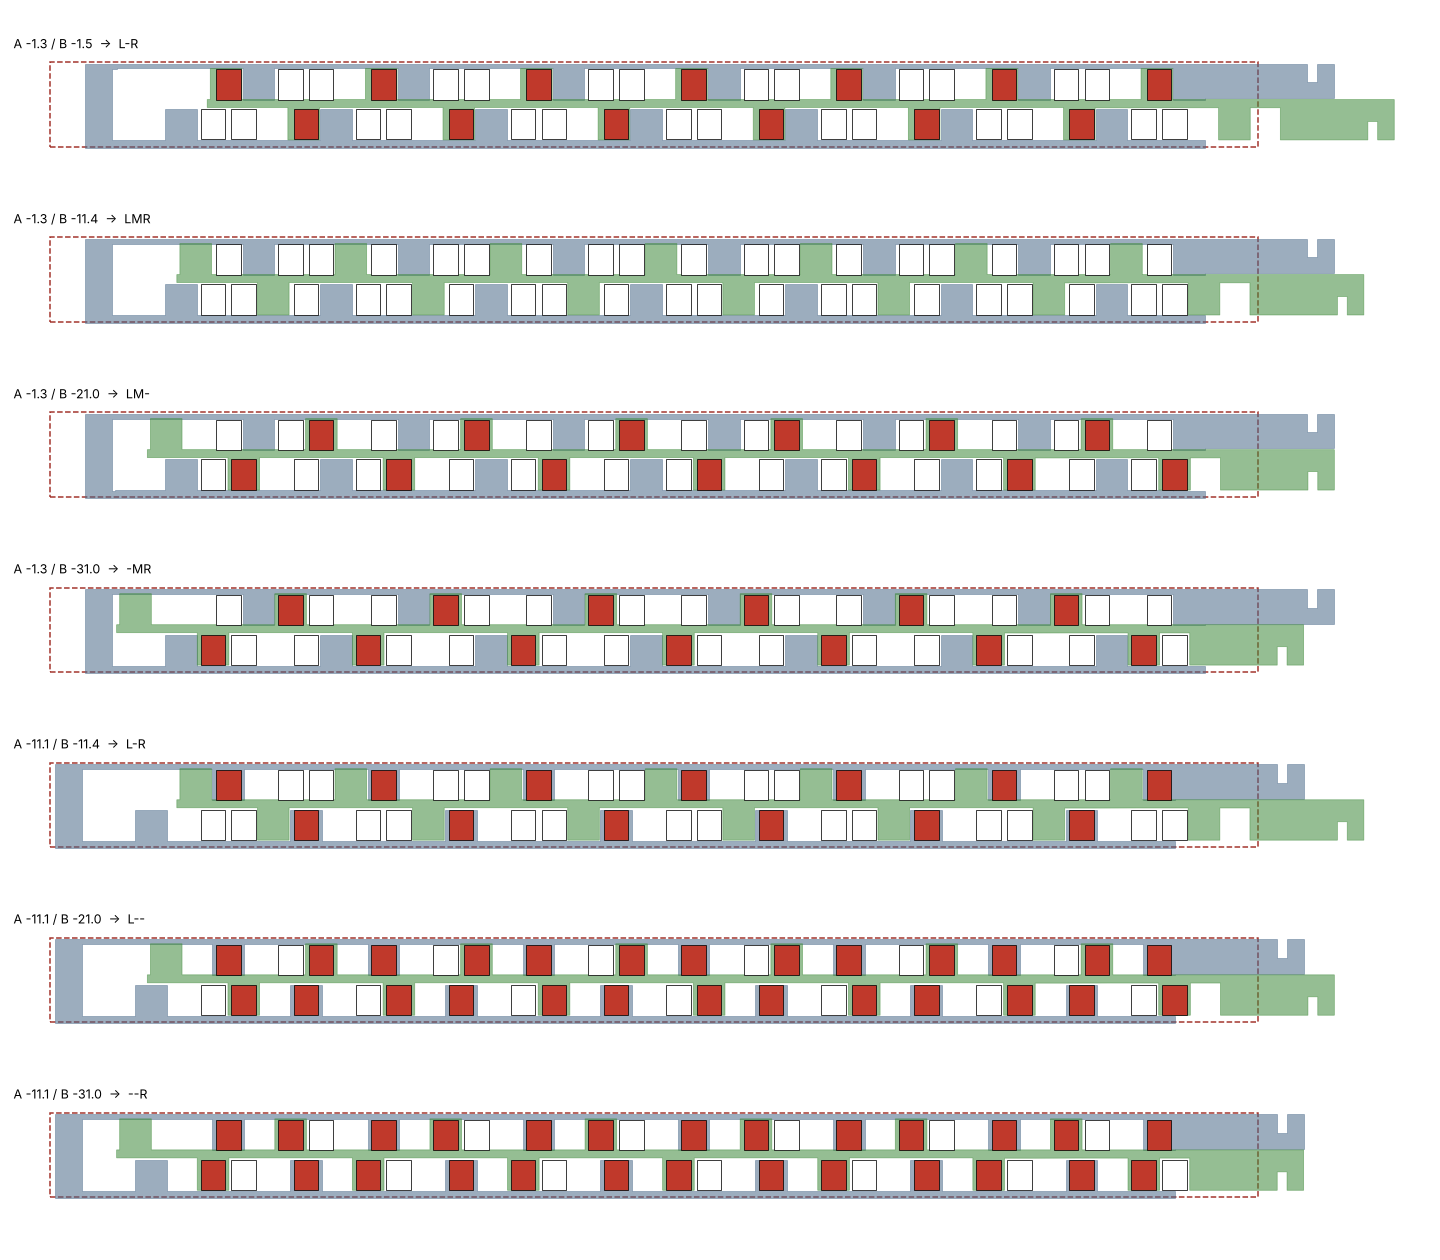 A -1.3 / B -1.5 → L-R
A -1.3 / B -11.4 → LMR
A -1.3 / B -21.0 → LM-
A -1.3 / B -31.0 → -MR
A -11.1 / B -11.4 → L-R
A -11.1 / B -21.0 → L--
A -11.1 / B -31.0 → --R